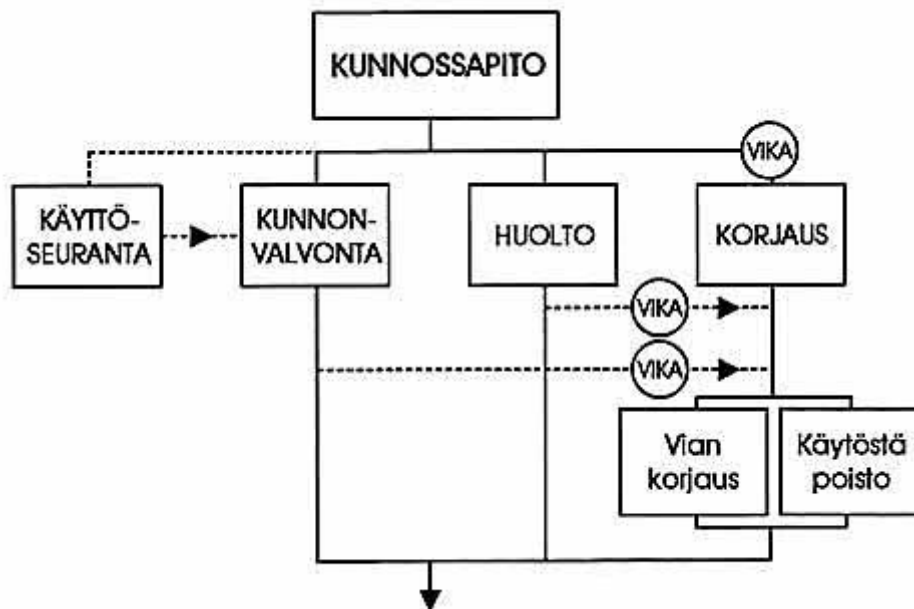 KUNNOSSAPITO
VIKA
KÄYTTÖ-
SEURANTA
KUNNON-
VALVONTA
HUOLTO
KORJAUS
VIKA
VIKA
Vian
korjaus
Käytöstä
poisto